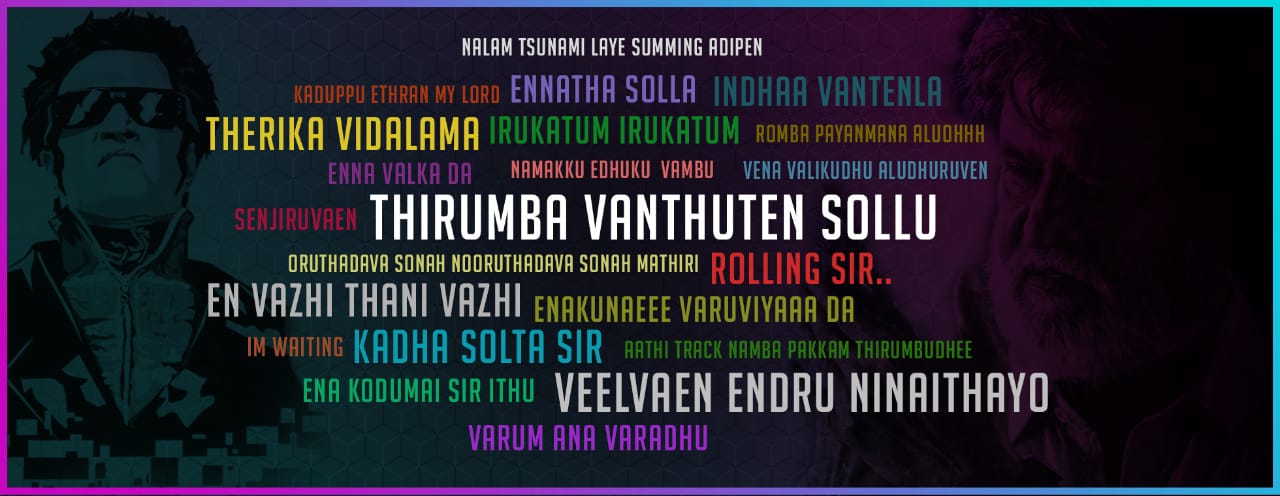 NALAM TSUNAMI LAYE SUMMING ADIPEN
KADUPPU ETHRAN MY LORD ENNATHA SOLLA INDHAA VANTENLA
THERIKA VIDALAMA IRUKATUM IRUKATUM ROMBA PAYANMANA ALUOHHH
ENNA VALKA DA NAMAKKU EDHUKU VAMBU VENA VALIKUDHU ALUDHURUVEN
SENJIRUVAEN THIRUMBA VANTHUTEN SOLLU
ORUTHADAVA SONAH NOORUTHADAVA SONAH MATHIRI ROLLING SIR..
EN VAZHI THANI VAZHI ENAKUNAEEE VARUVIYAAA DA
IM WAITING KADHA SOLTA SIR AATHI TRACK NAMBA PAKKAM THIRUMBUDHEE
ENA KODUMAI SIR ITHU VEELVAEN ENDRU NINAITHAYO
VARUM ANA VARADHU